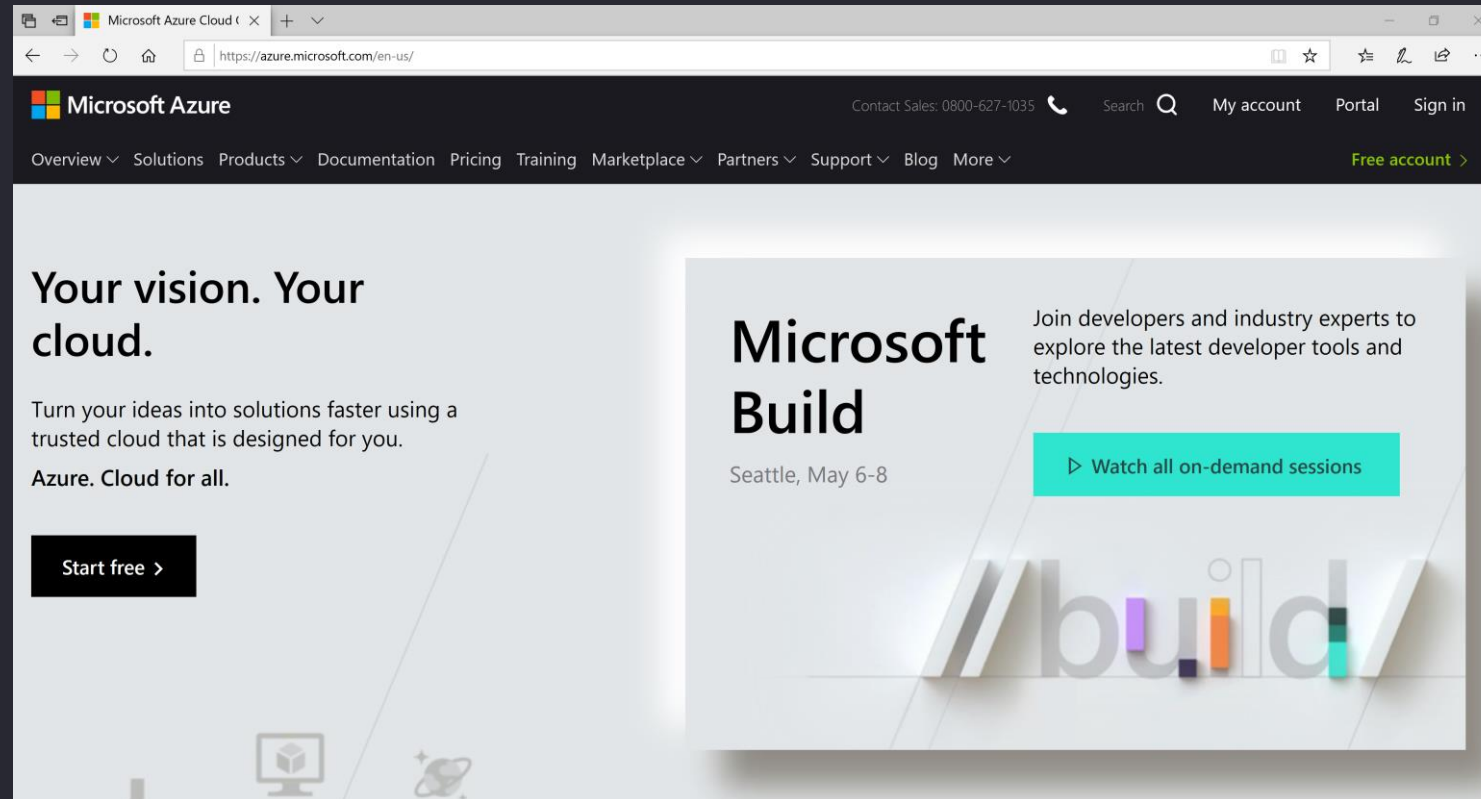 Microsoft Azure Cloud
https://azure.microsoft.com/en-us/
Microsoft Azure
Contact Sales: 0800-627-1035
Search
My account
Portal
Sign in
Overview Solutions Products Documentation Pricing Training Marketplace Partners Support Blog More
Free account
Your vision. Your
cloud.
Turn your ideas into solutions faster using a
trusted cloud that is designed for you.
Azure. Cloud for all.
Start free
Microsoft
Build
Seattle, May 6-8
Join developers and industry experts to
explore the latest developer tools and
technologies.
Watch all on-demand sessions
//build/